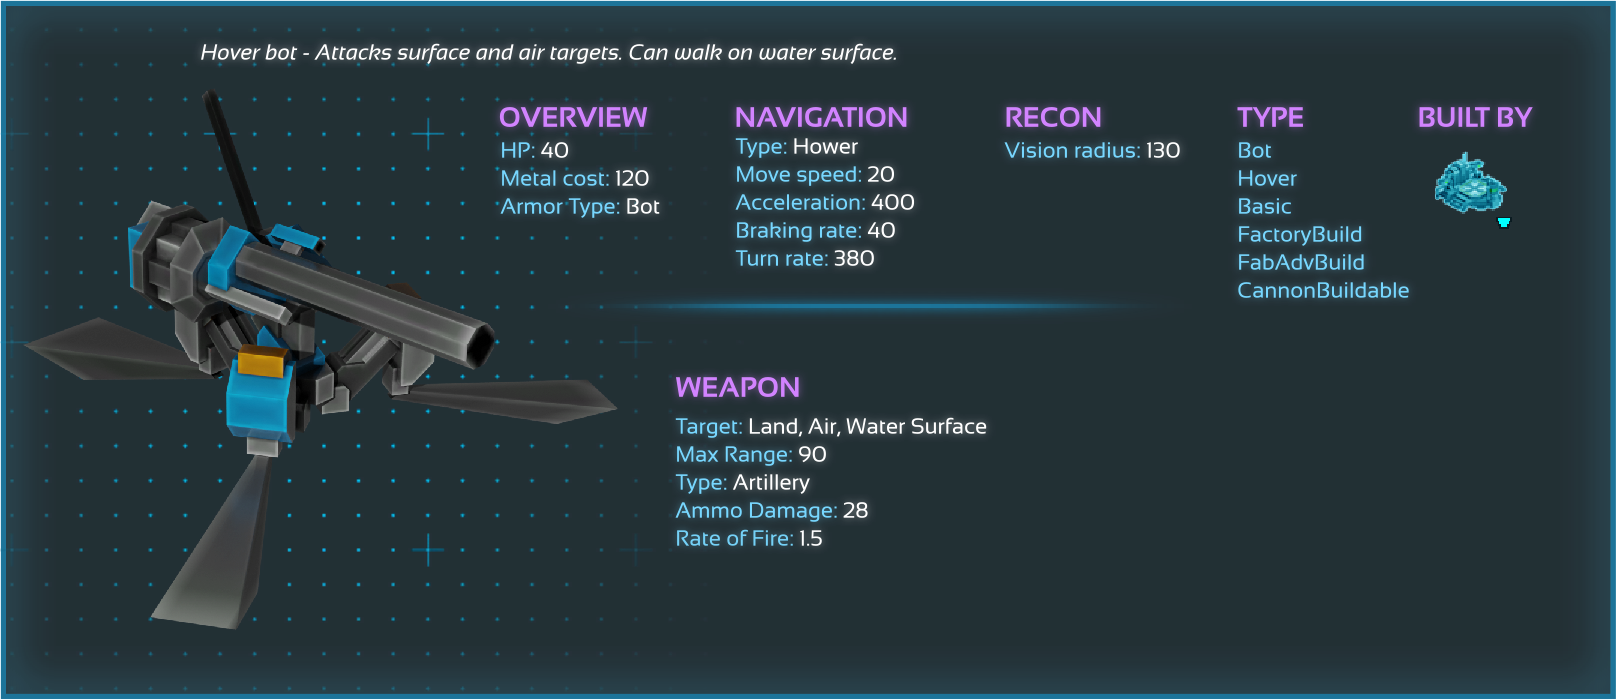 Hover bot - Attacks surface and air targets. Can walk on water surface.
OVERVIEW
HP: 40
Metal cost: 120
Armor Type: Bot
NAVIGATION
Type: Hower
Move speed: 20
Acceleration: 400
Braking rate: 40
Turn rate: 380
RECON
Vision radius: 130
TYPE
Bot
Hover
Basic
FactoryBuild
FabAdvBuild
CannonBuildable
BUILT BY
WEAPON
Target: Land, Air, Water Surface
Max Range: 90
Type: Artillery
Ammo Damage: 28
Rate of Fire: 1.5